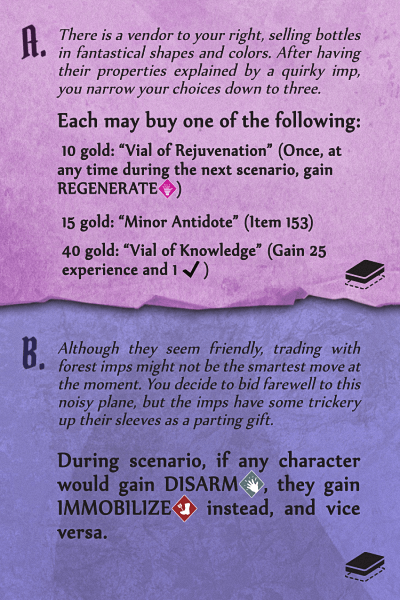 A.
There is a vendor to your right, selling bottles
in fantastical shapes and colors. After having
their properties explained by a quirky imp,
you narrow your choices down to three.
Each may buy one of the following:
10 gold: “Vial of Rejuvenation” (Once, at
any time during the next scenario, gain
REGENERATE)
15 gold: “Minor Antidote” (Item 153)
40 gold: “Vial of Knowledge” (Gain 25
experience and 1 ✓)
B.
Although they seem friendly, trading with
forest imps might not be the smartest move at
the moment. You decide to bid farewell to this
noisy plane, but the imps have some trickery
up their sleeves as a parting gift.
During scenario, if any character
would gain DISARM, they gain
IMMOBILIZE instead, and vice
versa.